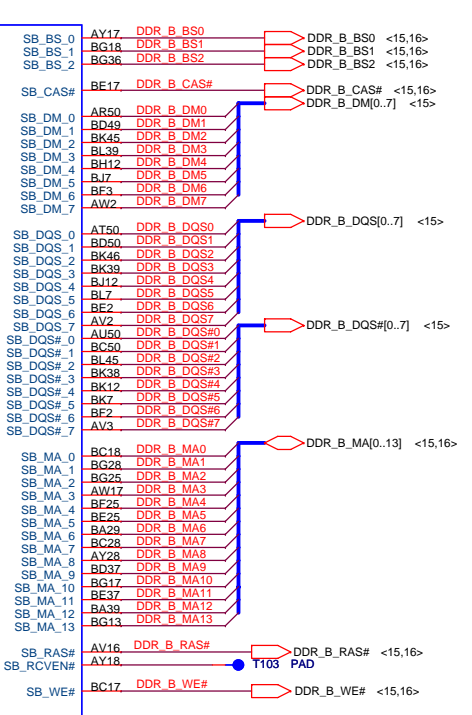 SB_BS_0 AY17 DDR_B_BS0 DDR_B_BS0 <15,16>
SB_BS_1 BG18 DDR_B_BS1 DDR_B_BS1 <15,16>
SB_BS_2 BG36 DDR_B_BS2 DDR_B_BS2 <15,16>
SB_CAS# BE17 DDR_B_CAS# DDR_B_CAS# <15,16>
DDR_B_DM[0..7] <15>
SB_DM_0 AR50 DDR_B_DM0
SB_DM_1 BD49 DDR_B_DM1
SB_DM_2 BK45 DDR_B_DM2
SB_DM_3 BL39 DDR_B_DM3
SB_DM_4 BH12 DDR_B_DM4
SB_DM_5 BJ7 DDR_B_DM5
SB_DM_6 BF3 DDR_B_DM6
SB_DM_7 AW2 DDR_B_DM7
DDR_B_DQS[0..7] <15>
SB_DQS_0 AT50 DDR_B_DQS0
SB_DQS_1 BD50 DDR_B_DQS1
SB_DQS_2 BK46 DDR_B_DQS2
SB_DQS_3 BK39 DDR_B_DQS3
SB_DQS_4 BJ12 DDR_B_DQS4
SB_DQS_5 BL7 DDR_B_DQS5
SB_DQS_6 BE2 DDR_B_DQS6
SB_DQS_7 AV2 DDR_B_DQS7
SB_DQS#_0 AU50 DDR_B_DQS#0 DDR_B_DQS#[0..7] <15>
SB_DQS#_1 BC50 DDR_B_DQS#1
SB_DQS#_2 BL45 DDR_B_DQS#2
SB_DQS#_3 BK38 DDR_B_DQS#3
SB_DQS#_4 BK12 DDR_B_DQS#4
SB_DQS#_5 BK7 DDR_B_DQS#5
SB_DQS#_6 BF2 DDR_B_DQS#6
SB_DQS#_7 AV3 DDR_B_DQS#7
DDR_B_MA[0..13] <15,16>
SB_MA_0 BC18 DDR_B_MA0
SB_MA_1 BG28 DDR_B_MA1
SB_MA_2 BG25 DDR_B_MA2
SB_MA_3 AW17 DDR_B_MA3
SB_MA_4 BF25 DDR_B_MA4
SB_MA_5 BE25 DDR_B_MA5
SB_MA_6 BA29 DDR_B_MA6
SB_MA_7 BC28 DDR_B_MA7
SB_MA_8 AY28 DDR_B_MA8
SB_MA_9 BD37 DDR_B_MA9
SB_MA_10 BG17 DDR_B_MA10
SB_MA_11 BE37 DDR_B_MA11
SB_MA_12 BA39 DDR_B_MA12
SB_MA_13 BG13 DDR_B_MA13
SB_RAS# AV16 DDR_B_RAS# DDR_B_RAS# <15,16>
SB_RCVEN# AY18 T103 PAD
SB_WE# BC17 DDR_B_WE# DDR_B_WE# <15,16>